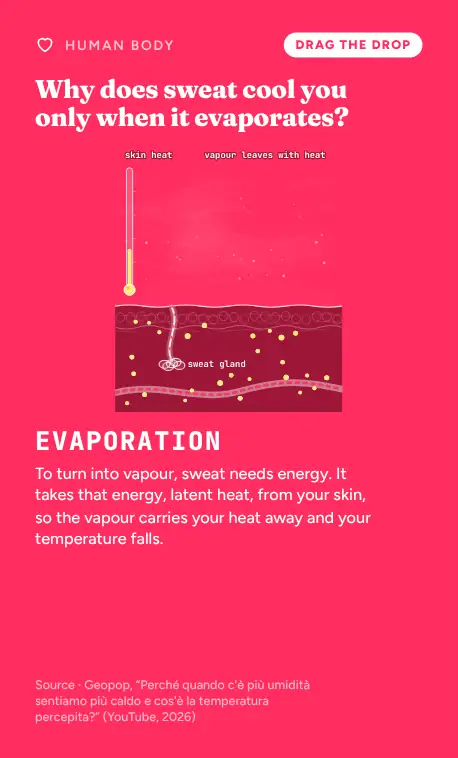 HUMAN BODY
DRAG THE DROP
Why does sweat cool you
only when it evaporates?
skin heat
vapour leaves with heat
sweat gland
EVAPORATION
To turn into vapour, sweat needs energy. It
takes that energy, latent heat, from your skin,
so the vapour carries your heat away and your
temperature falls.
Source · Geopop, “Perché quando c'è più umidità
sentiamo più caldo e cos'è la temperatura
percepita?” (YouTube, 2026)